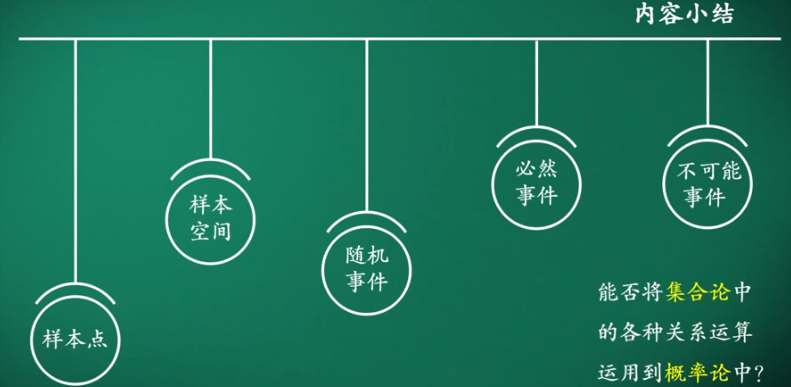 内容小结
样本点
样本
空间
随机
事件
必然
事件
不可能
事件
能否将集合论中
的各种关系运算
运用到概率论中?